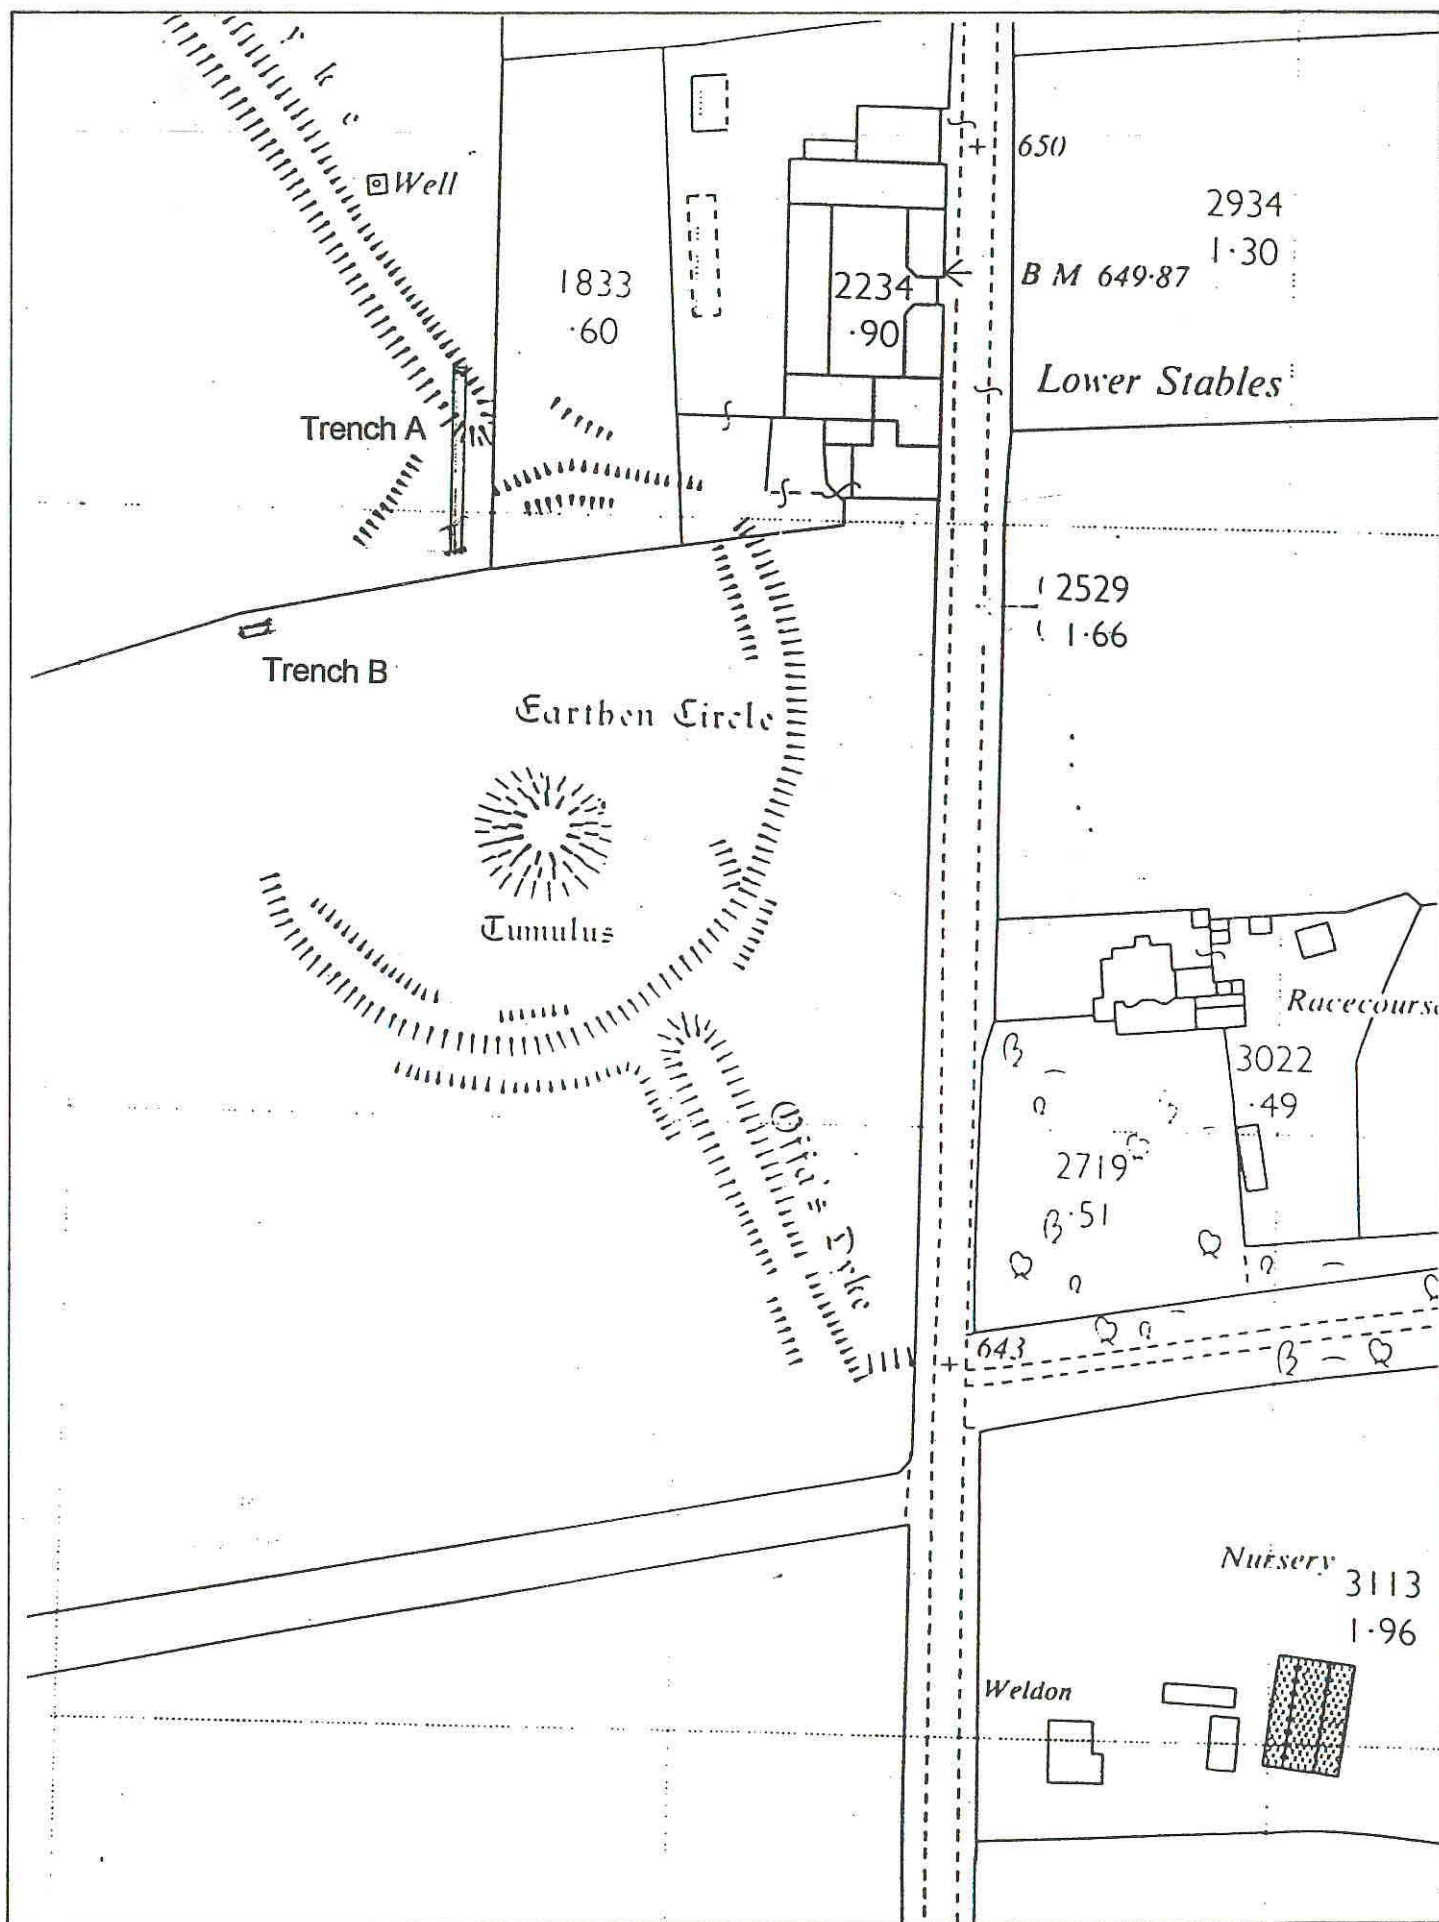 yke
650
Well
2934
1·30
1833
·60
2234
·90
B M 649·87
Lower Stables
Trench A
2529
1·66
Trench B
Earthen Circle
Tumulus
Racecourse
3022
·49
Offa's Dyke
2719
·51
643
Nursery
3113
1·96
Weldon